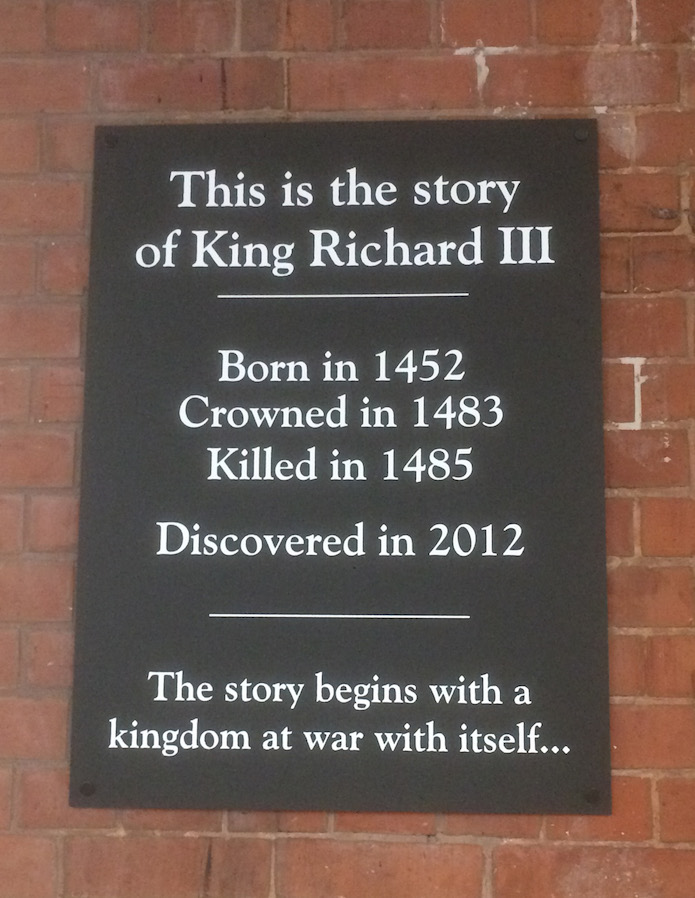 This is the story
of King Richard III
Born in 1452
Crowned in 1483
Killed in 1485
Discovered in 2012
The story begins with a
kingdom at war with itself...